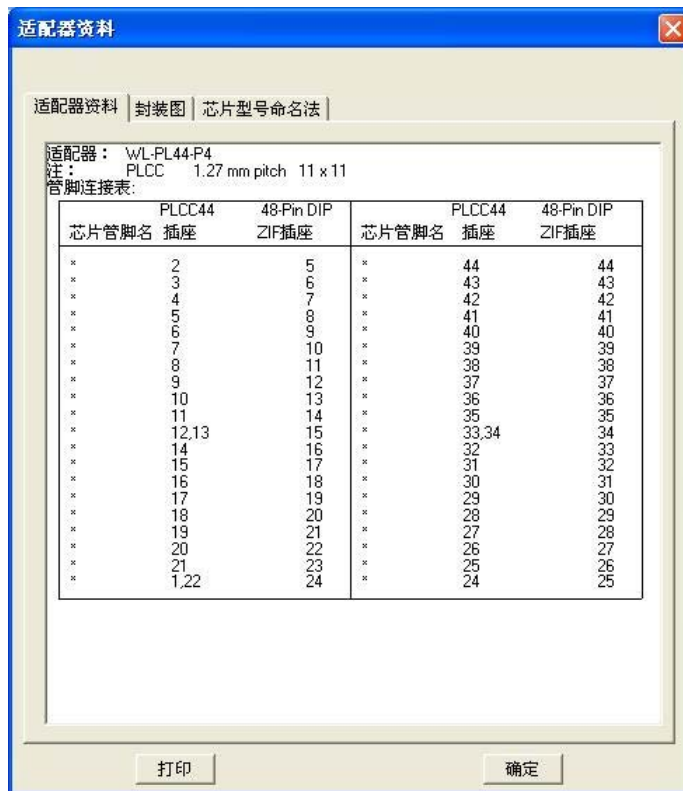 适配器资料
适配器资料 封装图 芯片型号命名法
适配器： WL-PL44-P4
注： PLCC 1.27 mm pitch 11 x 11
管脚连接表:
PLCC44 48-Pin DIP PLCC44 48-Pin DIP
芯片管脚名 插座 ZIF插座 芯片管脚名 插座 ZIF插座
* 2 5 * 44 44
* 3 6 * 43 43
* 4 7 * 42 42
* 5 8 * 41 41
* 6 9 * 40 40
* 7 10 * 39 39
* 8 11 * 38 38
* 9 12 * 37 37
* 10 13 * 36 36
* 11 14 * 35 35
* 12,13 15 * 33,34 34
* 14 16 * 32 33
* 15 17 * 31 32
* 16 18 * 30 31
* 17 19 * 29 30
* 18 20 * 28 29
* 19 21 * 27 28
* 20 22 * 26 27
* 21 23 * 25 26
* 1,22 24 * 24 25
打印 确定